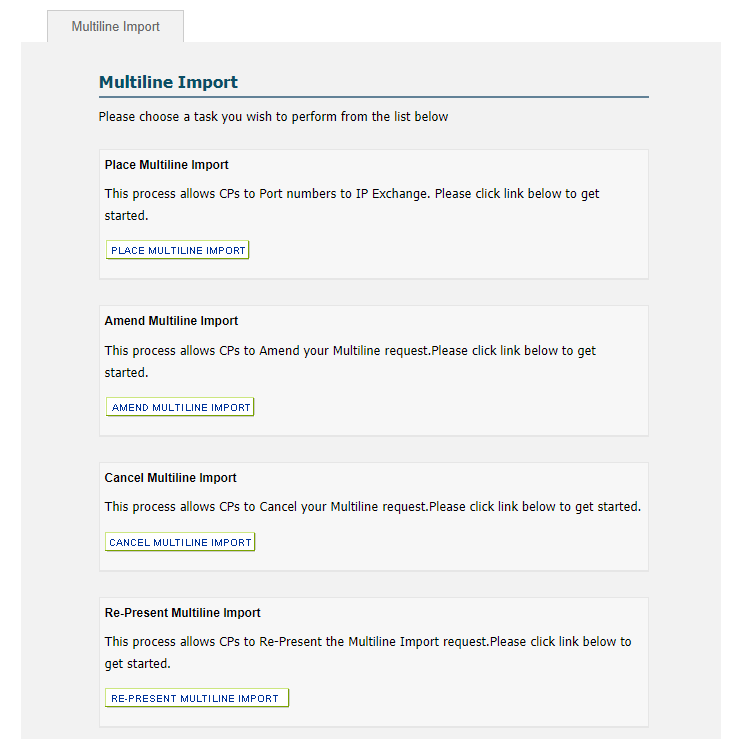 Multiline Import
Multiline Import
Please choose a task you wish to perform from the list below
Place Multiline Import
This process allows CPs to Port numbers to IP Exchange. Please click link below to get
started.
PLACE MULTILINE IMPORT
Amend Multiline Import
This process allows CPs to Amend your Multiline request.Please click link below to get
started.
AMEND MULTILINE IMPORT
Cancel Multiline Import
This process allows CPs to Cancel your Multiline request.Please click link below to get started.
CANCEL MULTILINE IMPORT
Re-Present Multiline Import
This process allows CPs to Re-Present the Multiline Import request.Please click link below to
get started.
RE-PRESENT MULTILINE IMPORT